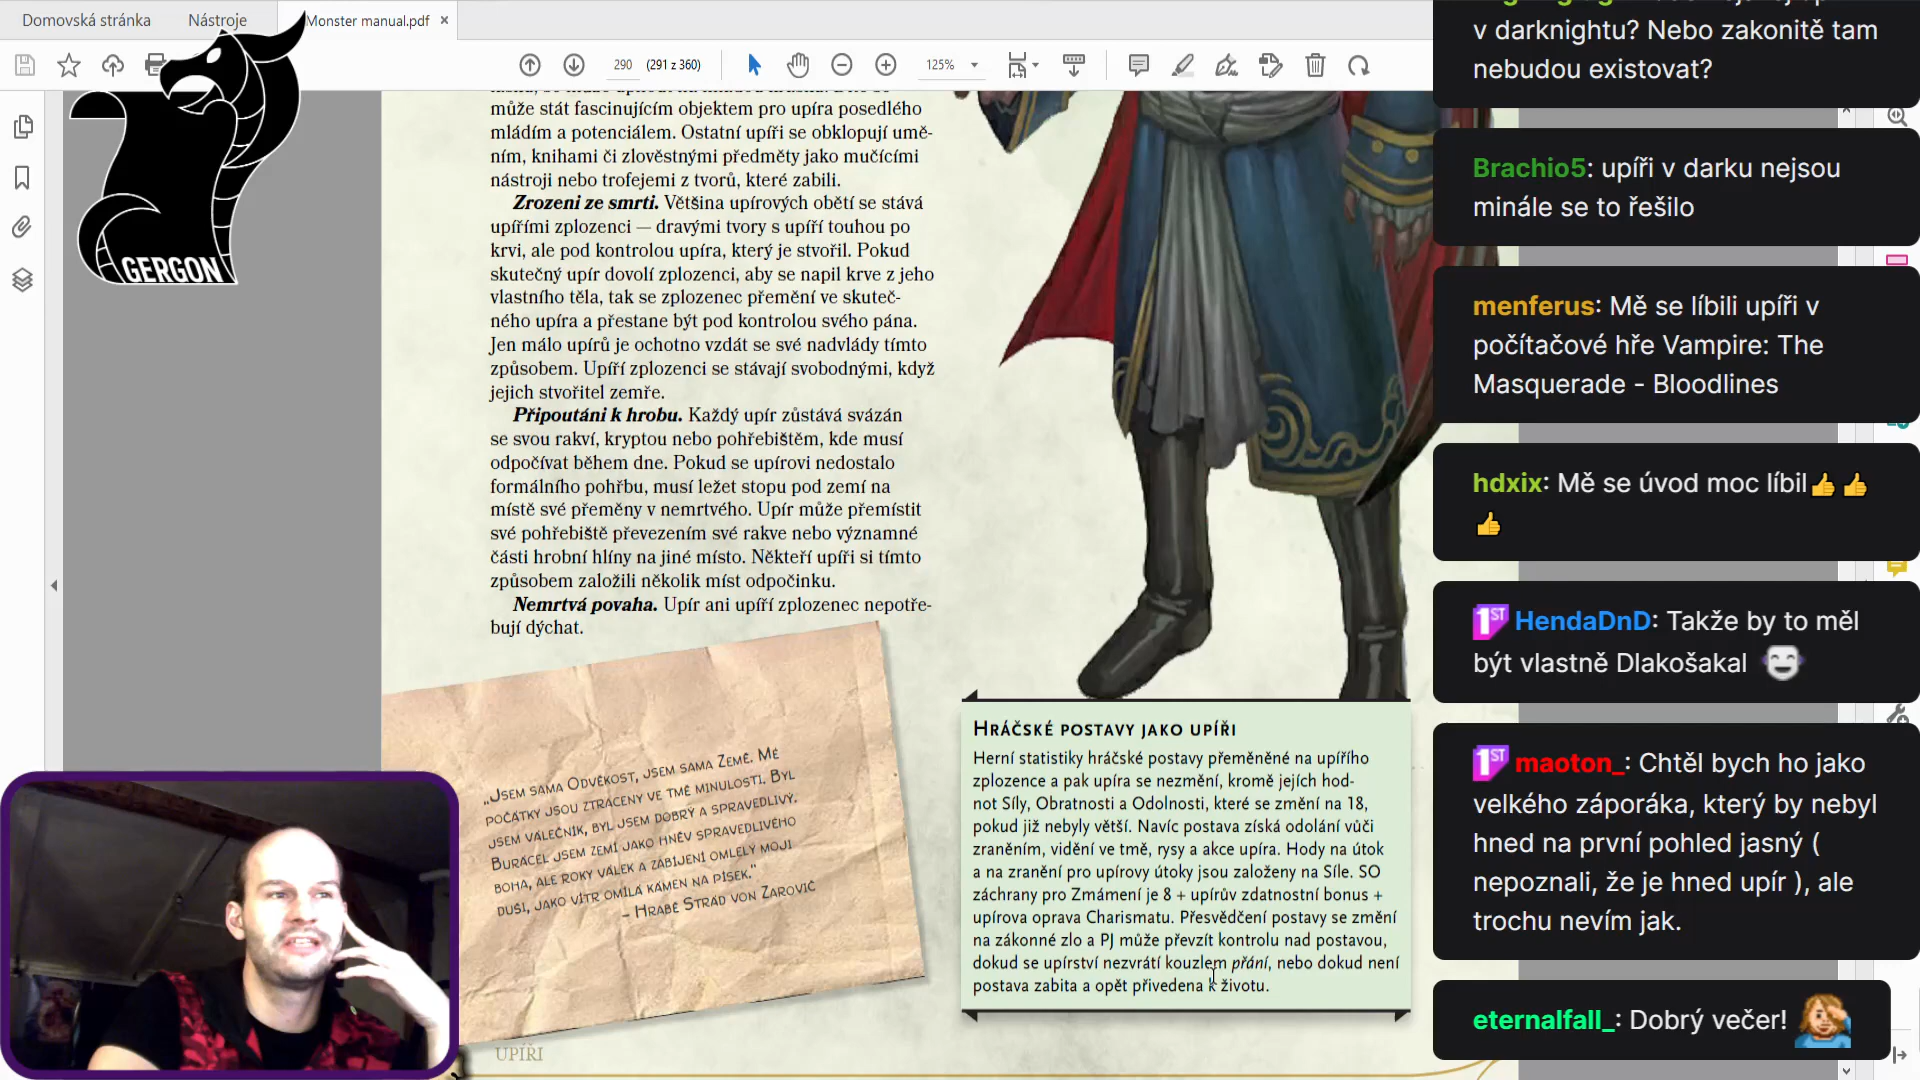 Domovská stránka
Nástroje
Monster manual.pdf
290
(291 z 360)
125%
může stát fascinujícím objektem pro upíra posedlého
mládím a potenciálem. Ostatní upíři se obklopují umě-
ním, knihami či zlověstnými předměty jako mučícími
nástroji nebo trofejemi z tvorů, které zabili.
Zrozeni ze smrti. Většina upírových obětí se stává
upířími zplozenci — dravými tvory s upíří touhou po
krvi, ale pod kontrolou upíra, který je stvořil. Pokud
skutečný upír dovolí zplozenci, aby se napil krve z jeho
vlastního těla, tak se zplozenec přemění ve skuteč-
ného upíra a přestane být pod kontrolou svého pána.
Jen málo upírů je ochotno vzdát se své nadvlády tímto
způsobem. Upíří zplozenci se stávají svobodnými, když
jejich stvořitel zemře.
Připoutáni k hrobu. Každý upír zůstává svázán
se svou rakví, kryptou nebo pohřebištěm, kde musí
odpočívat během dne. Pokud se upírovi nedostalo
formálního pohřbu, musí ležet stopu pod zemí na
místě své přeměny v nemrtvého. Upír může přemístit
své pohřebiště převezením své rakve nebo významné
části hrobní hlíny na jiné místo. Někteří upíři si tímto
způsobem založili několik míst odpočinku.
Nemrtvá povaha. Upír ani upíří zplozenec nepotře-
bují dýchat.
„Jsem sama Odvěkost, jsem sama Země. Mé
počátky jsou ztraceny ve tmě minulosti. Byl
jsem válečník, byl jsem dobrý a spravedlivý.
Burácel jsem zemí jako hněv spravedlivého
boha, ale roky válek a zabíjení omlely moji
duši, jako vítr omílá kámen na písek."
– Hrabě Strád von Zarovič
Hráčské postavy jako upíři
Herní statistiky hráčské postavy přeměněné na upířího
zplozence a pak upíra se nezmění, kromě jejích hod-
not Síly, Obratnosti a Odolnosti, které se změní na 18,
pokud již nebyly větší. Navíc postava získá odolání vůči
zraněním, vidění ve tmě, rysy a akce upíra. Hody na útok
a na zranění pro upírovy útoky jsou založeny na Síle. SO
záchrany pro Zmámení je 8 + upírův zdatnostní bonus +
upírova oprava Charismatu. Přesvědčení postavy se změní
na zákonné zlo a PJ může převzít kontrolu nad postavou,
dokud se upírství nezvrátí kouzlem přání, nebo dokud není
postava zabita a opět přivedena k životu.
UPÍŘI
GERGON
v darknightu? Nebo zakonitě tam
nebudou existovat?
Brachio5: upíři v darku nejsou
minále se to řešilo
menferus: Mě se líbili upíři v
počítačové hře Vampire: The
Masquerade - Bloodlines
hdxix: Mě se úvod moc líbil👍👍
👍
1ST HendaDnD: Takže by to měl
být vlastně Dlakošakal
1ST maoton_: Chtěl bych ho jako
velkého záporáka, který by nebyl
hned na první pohled jasný (
nepoznali, že je hned upír ), ale
trochu nevím jak.
eternalfall_: Dobrý večer!